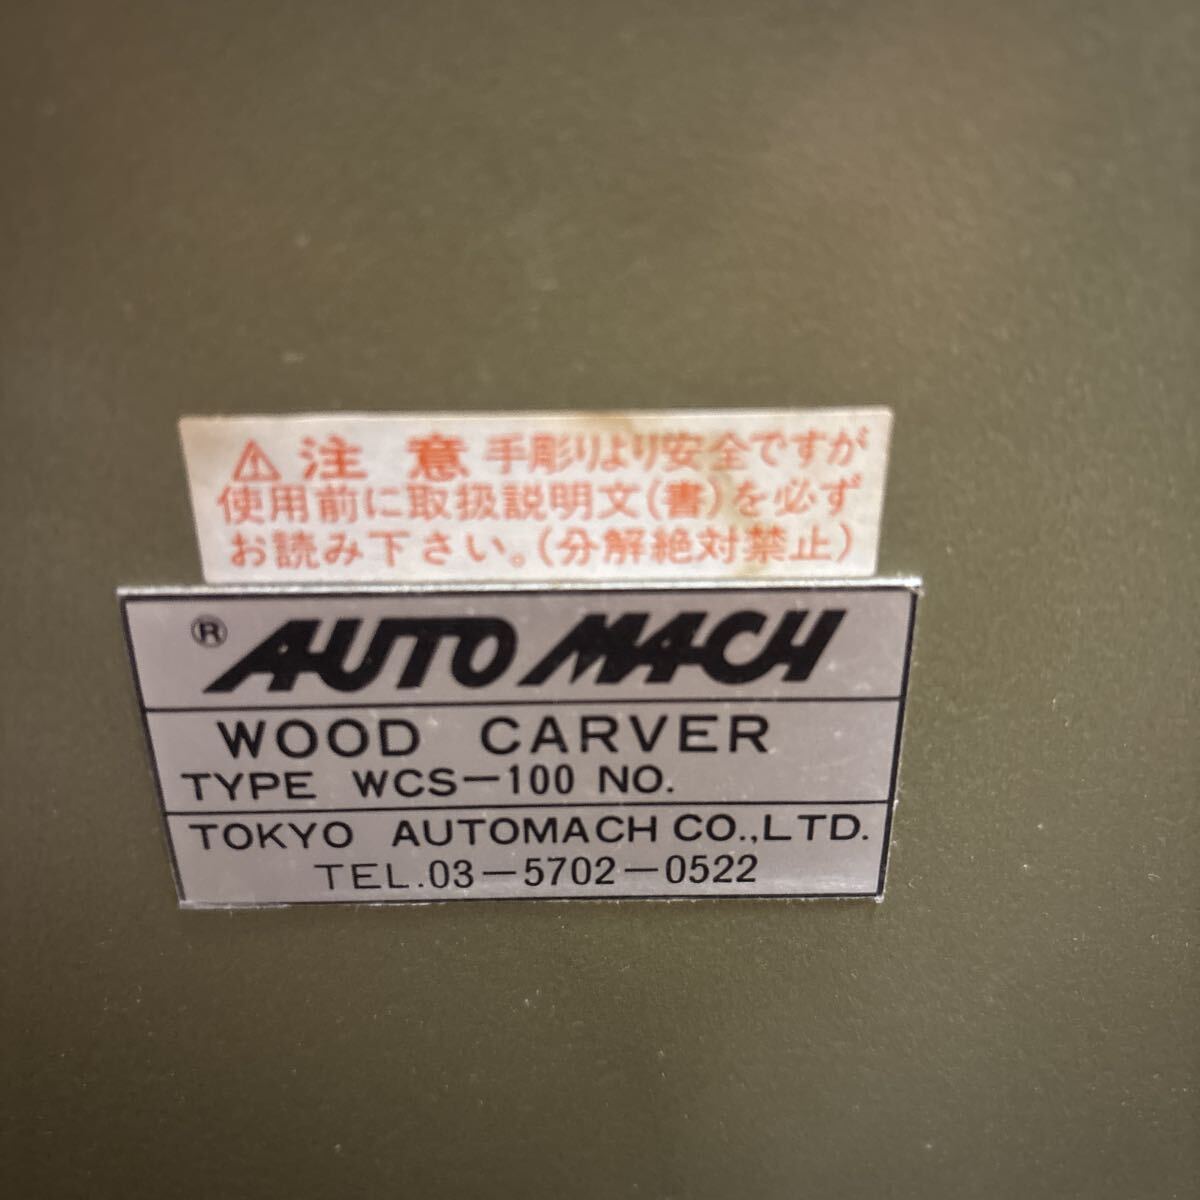 ⚠注意 手彫りより安全ですが
使用前に取扱説明文(書)を必ず
お読み下さい。(分解絶対禁止)
® AUTO MACH
WOOD CARVER
TYPE WCS-100 NO.
TOKYO AUTOMACH CO.,LTD.
TEL.03-5702-0522